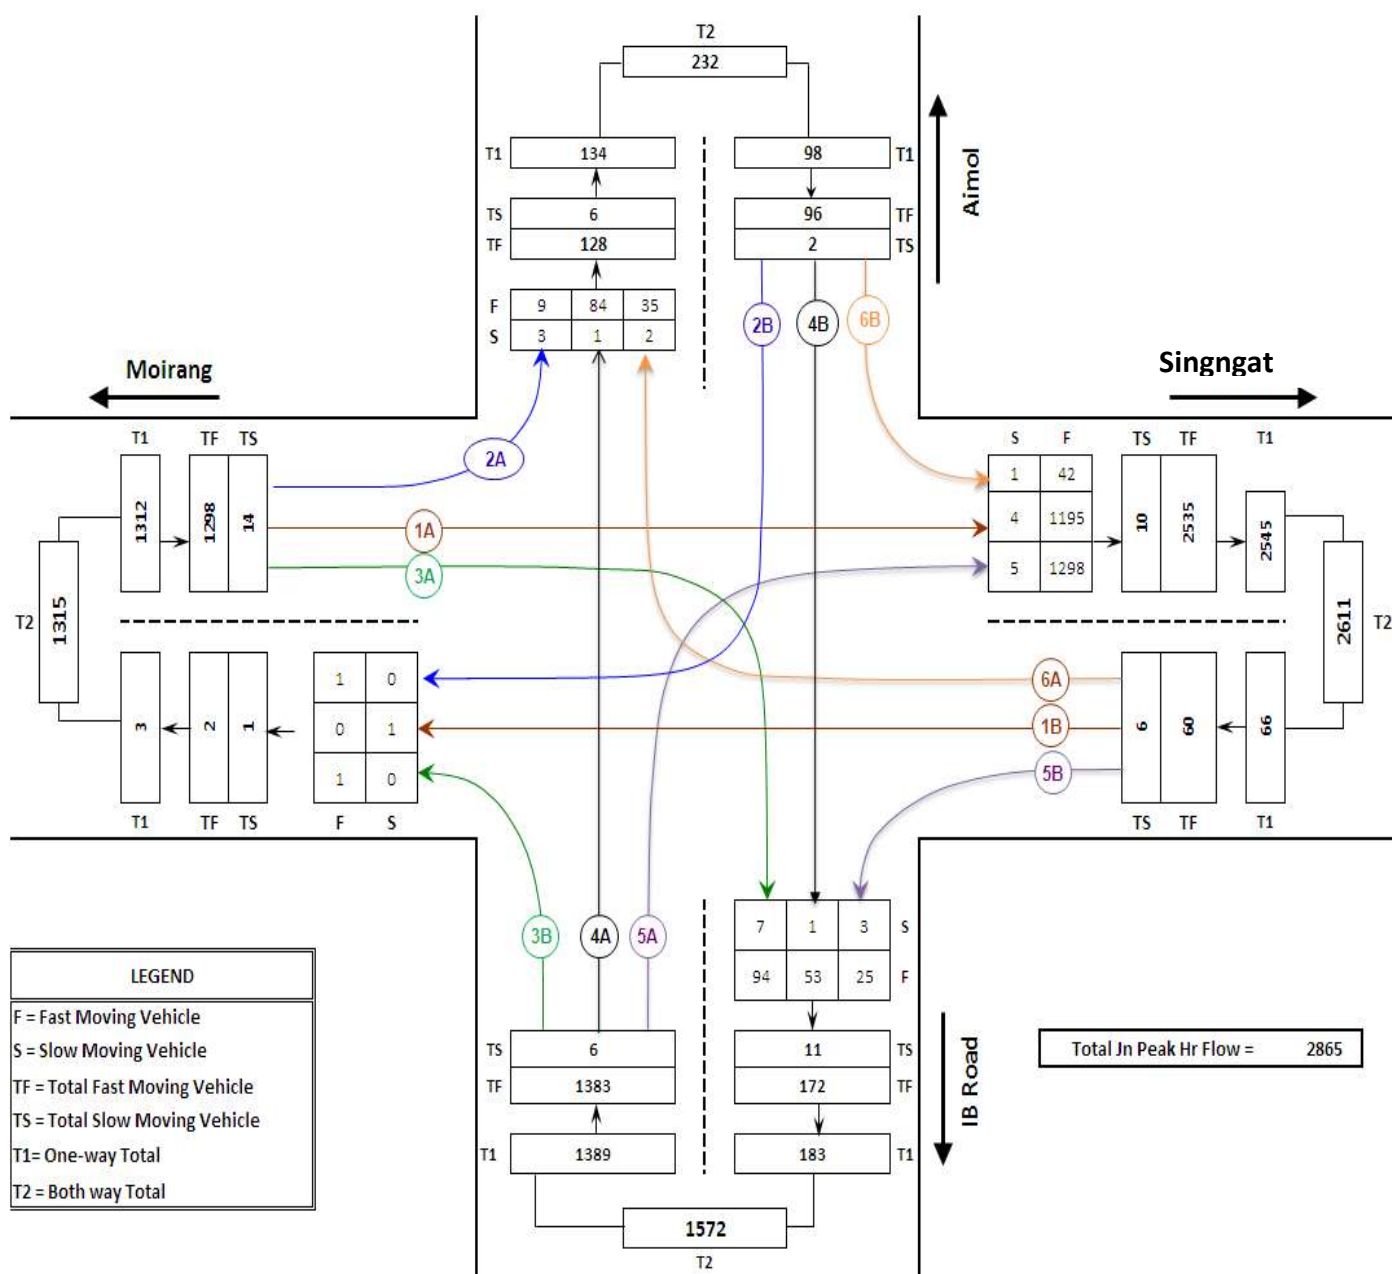 T2
232
T1 134 98 T1
TS 6 96 TF
TF 128 2 TS
F 9 84 35
S 3 1 2
2B 4B 6B
Aimol
Moirang
Singngat
T1 TF TS
S F TS TF T1
2A
1312 1298 14
1A
3A
1 42
4 1195
5 1298
10 2535 2545
T2 1315
2611 T2
1 0
0 1
1 0
3 2 1
6A
1B
5B
6 60 66
T1 TF TS F S
TS TF T1
3B 4A 5A
7 1 3 S
94 53 25 F
TS 6 11 TS
TF 1383 172 TF
T1 1389 183 T1
1572
T2
IB Road
LEGEND
F = Fast Moving Vehicle
S = Slow Moving Vehicle
TF = Total Fast Moving Vehicle
TS = Total Slow Moving Vehicle
T1= One-way Total
T2 = Both way Total
Total Jn Peak Hr Flow = 2865